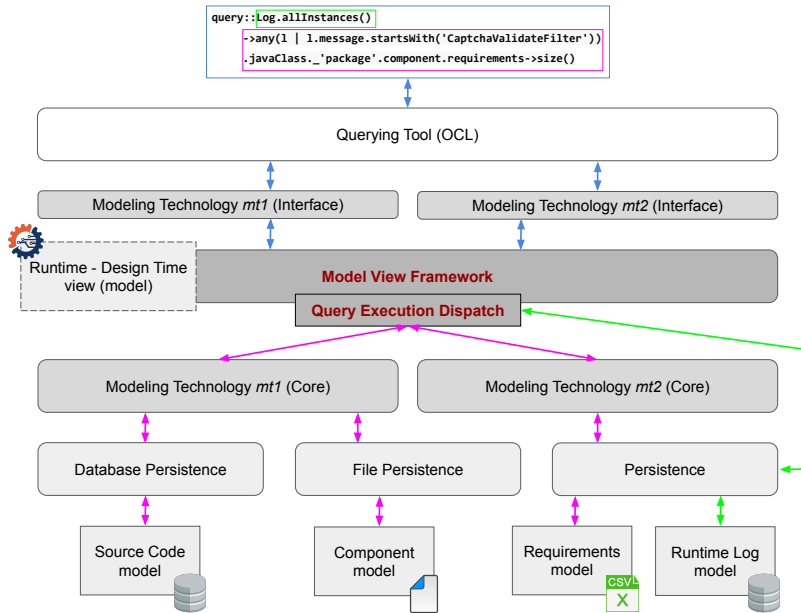 query::Log.allInstances()
->any(l | l.message.startsWith('CaptchaValidateFilter'))
.javaClass._'package'.component.requirements->size()
Querying Tool (OCL)
Modeling Technology mt1 (Interface)
Modeling Technology mt2 (Interface)
Runtime - Design Time
view (model)
Model View Framework
Query Execution Dispatch
Modeling Technology mt1 (Core)
Modeling Technology mt2 (Core)
Database Persistence
File Persistence
Persistence
Source Code
model
Component
model
Requirements
model
CSV
X
Runtime Log
model